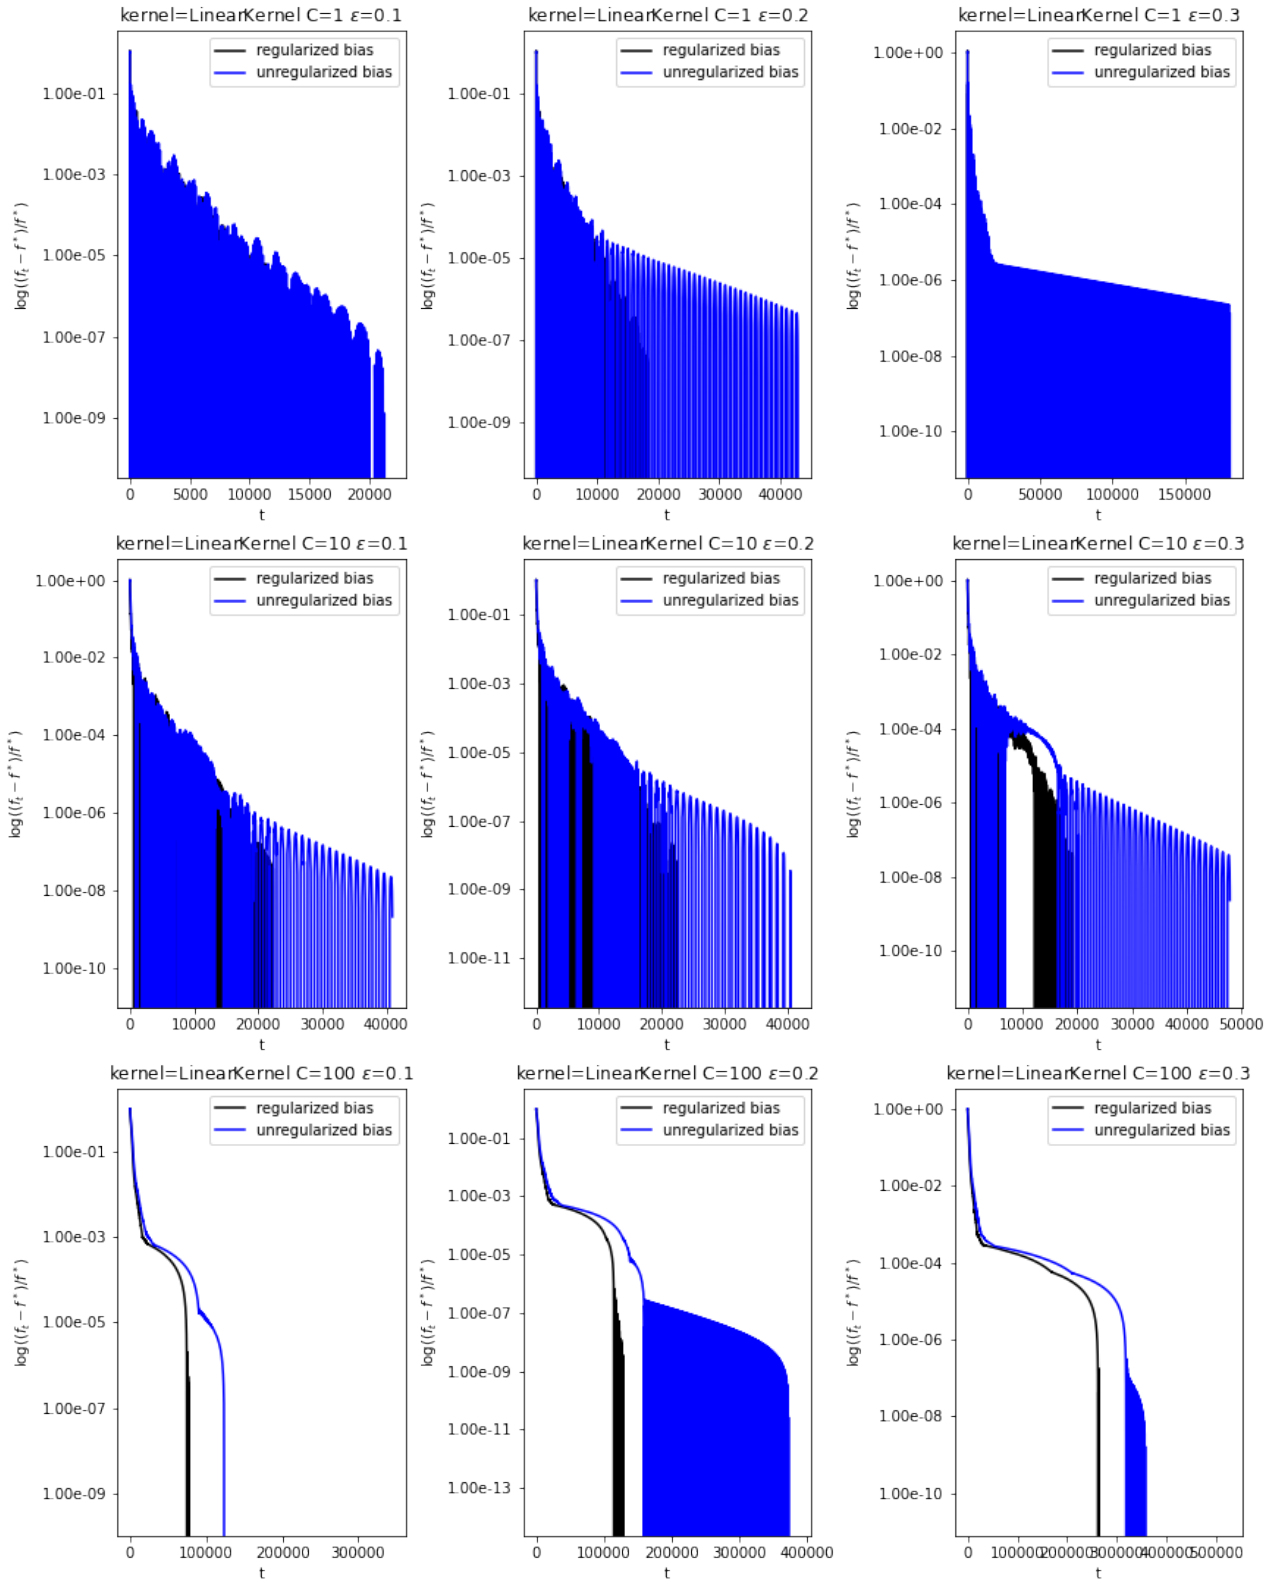 kernel=LinearKernel C=1 ε=0.1
regularized bias
unregularized bias
1.00e-01
1.00e-03
1.00e-05
1.00e-07
1.00e-09
log((f_t − f*)/f*)
0 5000 10000 15000 20000
t
kernel=LinearKernel C=1 ε=0.2
regularized bias
unregularized bias
1.00e-01
1.00e-03
1.00e-05
1.00e-07
1.00e-09
log((f_t − f*)/f*)
0 10000 20000 30000 40000
t
kernel=LinearKernel C=1 ε=0.3
regularized bias
unregularized bias
1.00e+00
1.00e-02
1.00e-04
1.00e-06
1.00e-08
1.00e-10
log((f_t − f*)/f*)
0 50000 100000 150000
t
kernel=LinearKernel C=10 ε=0.1
regularized bias
unregularized bias
1.00e+00
1.00e-02
1.00e-04
1.00e-06
1.00e-08
1.00e-10
log((f_t − f*)/f*)
0 10000 20000 30000 40000
t
kernel=LinearKernel C=10 ε=0.2
regularized bias
unregularized bias
1.00e-01
1.00e-03
1.00e-05
1.00e-07
1.00e-09
1.00e-11
log((f_t − f*)/f*)
0 10000 20000 30000 40000
t
kernel=LinearKernel C=10 ε=0.3
regularized bias
unregularized bias
1.00e+00
1.00e-02
1.00e-04
1.00e-06
1.00e-08
1.00e-10
log((f_t − f*)/f*)
0 10000 20000 30000 40000 50000
t
kernel=LinearKernel C=100 ε=0.1
regularized bias
unregularized bias
1.00e-01
1.00e-03
1.00e-05
1.00e-07
1.00e-09
log((f_t − f*)/f*)
0 100000 200000 300000
t
kernel=LinearKernel C=100 ε=0.2
regularized bias
unregularized bias
1.00e-01
1.00e-03
1.00e-05
1.00e-07
1.00e-09
1.00e-11
1.00e-13
log((f_t − f*)/f*)
0 100000 200000 300000 400000
t
kernel=LinearKernel C=100 ε=0.3
regularized bias
unregularized bias
1.00e+00
1.00e-02
1.00e-04
1.00e-06
1.00e-08
1.00e-10
log((f_t − f*)/f*)
0 100000 200000 300000 400000 500000
t